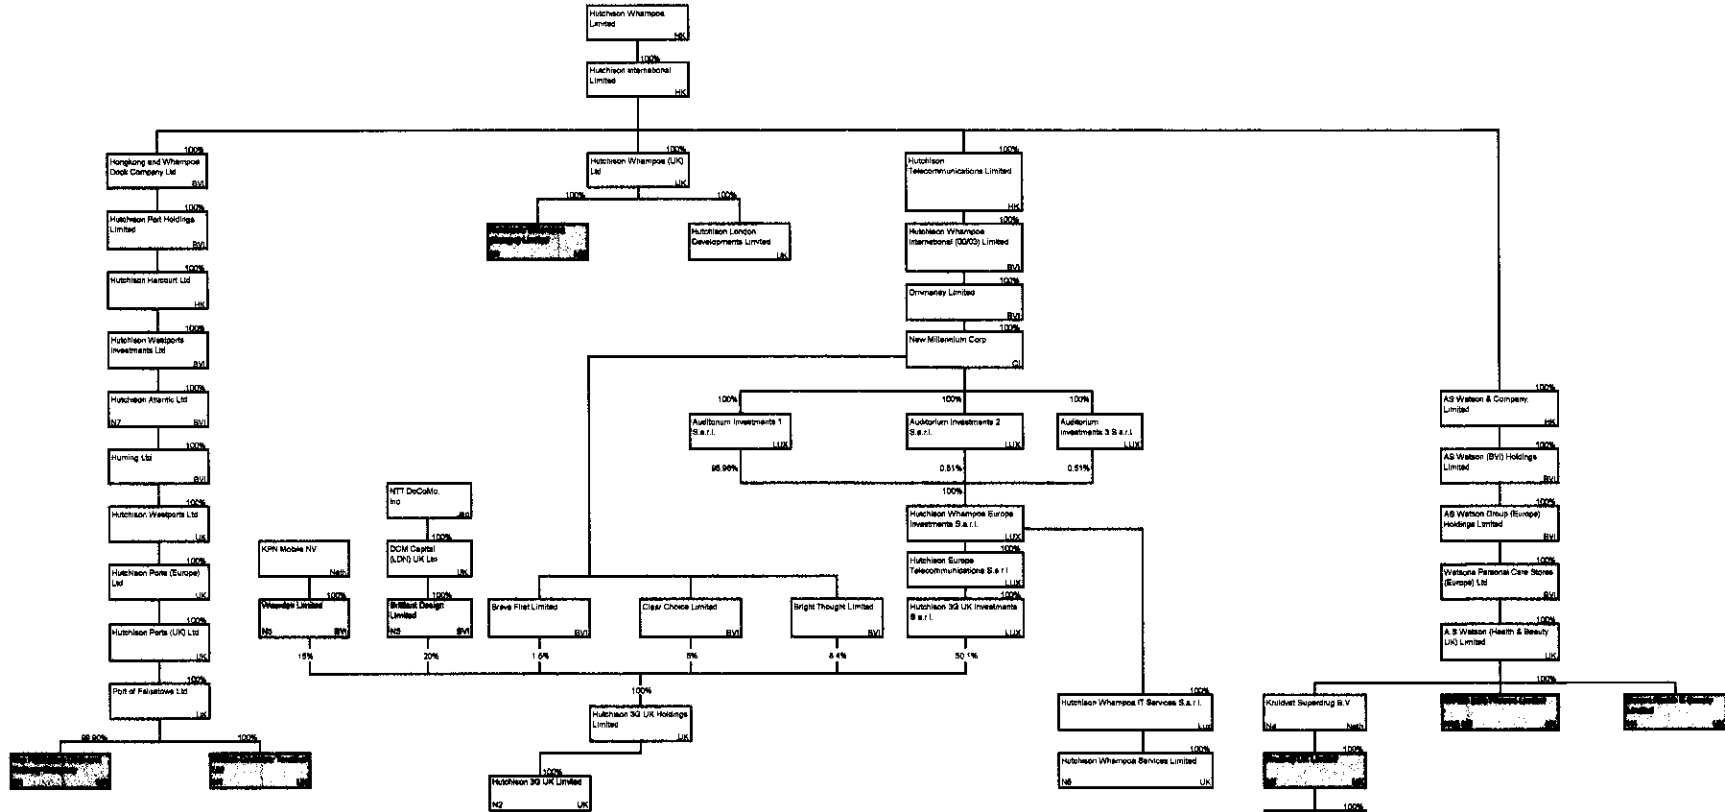 Hutchison Whampoa
Limited
HK
100%
Hutchison International
Limited
HK
100%
Hongkong and Whampoa
Dock Company Ltd
BVI
100%
Hutchison Port Holdings
Limited
BVI
100%
Hutchison Harcourt Ltd
HK
100%
Hutchison Westports
Investments Ltd
BVI
100%
Hutchison Atlantic Ltd
N7 BVI
100%
Huming Ltd
BVI
100%
Hutchison Westports Ltd
UK
100%
Hutchison Ports (Europe)
Ltd
UK
100%
Hutchison Ports (UK) Ltd
UK
100%
Port of Felixstowe Ltd
UK
100%
100%
Hutchison Whampoa (UK)
Ltd
UK
100%
100%
Hutchison London
Developments Limited
UK
100%
Hutchison
Telecommunications Limited
HK
100%
Hutchison Whampoa
International (00/03) Limited
BVI
100%
Ommaney Limited
BVI
100%
New Millennium Corp
CI
100%
Auditorium Investments 1
S.a.r.l.
LUX
100%
Auditorium Investments 2
S.a.r.l.
LUX
100%
Auditorium
Investments 3 S.a.r.l.
LUX
0.51%
0.51%
100%
Hutchison Whampoa Europe
Investments S.a.r.l.
LUX
100%
Hutchison Europe
Telecommunications S.a.r.l
LUX
100%
Hutchison 3G UK Investments
S.a.r.l.
LUX
KPN Mobile NV
Neth
100%
Limited
BVI
15%
NTT DoCoMo,
Inc
100%
DCM Capital
(LDN) UK Ltd
UK
100%
Brilliant Design
Limited
BVI
20%
Brave First Limited
BVI
Clear Choice Limited
BVI
Bright Thought Limited
BVI
50.1%
100%
Hutchison 3G UK Holdings
Limited
UK
100%
Hutchison 3G UK Limited
N2 UK
100%
Hutchison Whampoa IT Services S.a.r.l.
Lux
100%
Hutchison Whampoa Services Limited
UK
100%
AS Watson & Company,
Limited
HK
100%
AS Watson (BVI) Holdings
Limited
BVI
100%
AS Watson Group (Europe)
Holdings Limited
BVI
100%
Watsons Personal Care Stores
(Europe) Ltd
BVI
100%
A.S Watson (Health & Beauty
UK) Limited
UK
100%
Kruidvat Superdrug B.V
N4 Neth
100%
100%